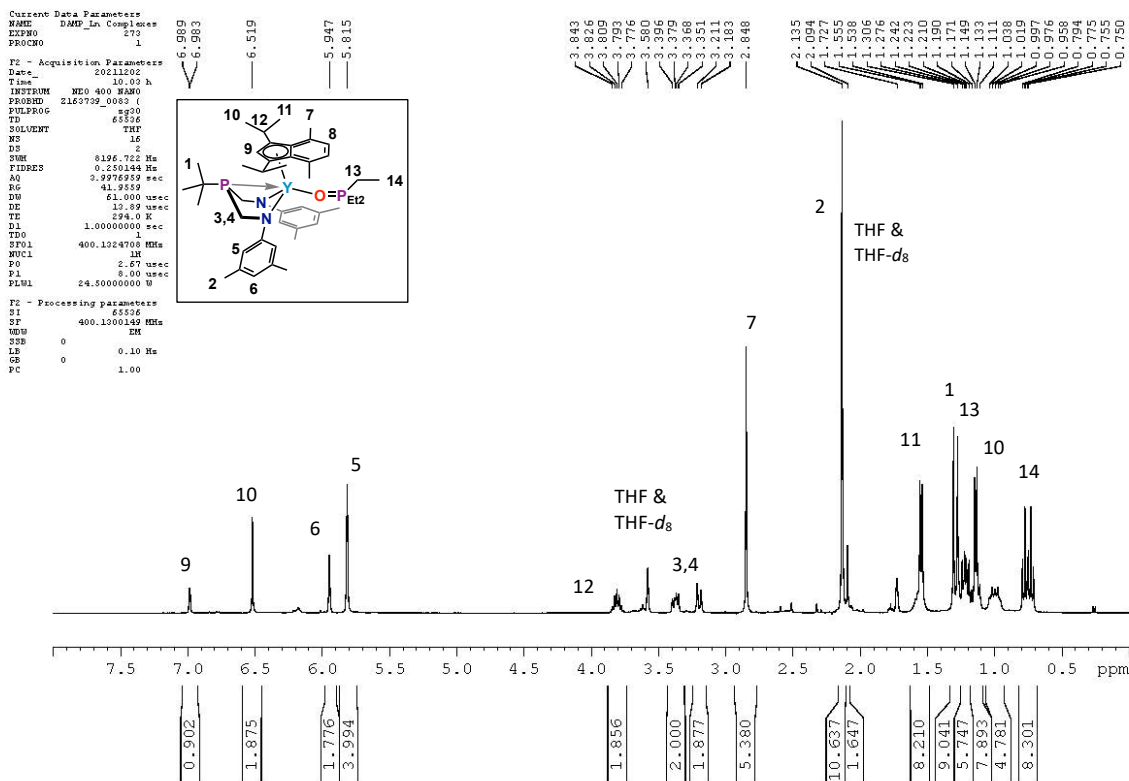 Current Data Parameters
NAME DAMP_Ln Complexes
EXPNO 273
PROCNO 1
F2 - Acquisition Parameters
Date_ 20211202
Time 10.03 h
INSTRUM NEO 400 NANO
PROBHD Z163739_0083 (
PULPROG zg30
TD 65536
SOLVENT THF
NS 16
DS 2
SWH 8196.722 Hz
FIDRES 0.250144 Hz
AQ 3.9976959 sec
RG 41.9559
DW 61.000 usec
DE 13.89 usec
TE 294.0 K
D1 1.00000000 sec
TD0 1
SFO1 400.1324708 MHz
NUC1 1H
P0 2.67 usec
P1 8.00 usec
PLW1 24.50000000 W
F2 - Processing parameters
SI 65536
SF 400.1300149 MHz
WDW EM
SSB 0
LB 0.10 Hz
GB 0
PC 1.00
6.989
6.983
6.519
5.947
5.815
3.843
3.826
3.809
3.793
3.776
3.580
3.396
3.379
3.368
3.351
3.211
3.183
2.848
2.135
2.094
1.727
1.555
1.538
1.306
1.276
1.242
1.223
1.210
1.190
1.171
1.149
1.133
1.111
1.038
1.019
0.997
0.976
0.958
0.794
0.775
0.755
0.750
10
12
11
7
9
8
1
P
Y
O=P
Et2
13
14
N
N
3,4
5
2
6
9
10
6
5
12
THF &
THF-d8
3,4
7
2
THF &
THF-d8
11
1
13
10
14
7.5 7.0 6.5 6.0 5.5 5.0 4.5 4.0 3.5 3.0 2.5 2.0 1.5 1.0 0.5 ppm
0.902
1.875
1.776
3.994
1.856
2.000
1.877
5.380
10.637
1.647
8.210
9.041
5.747
7.893
4.781
8.301